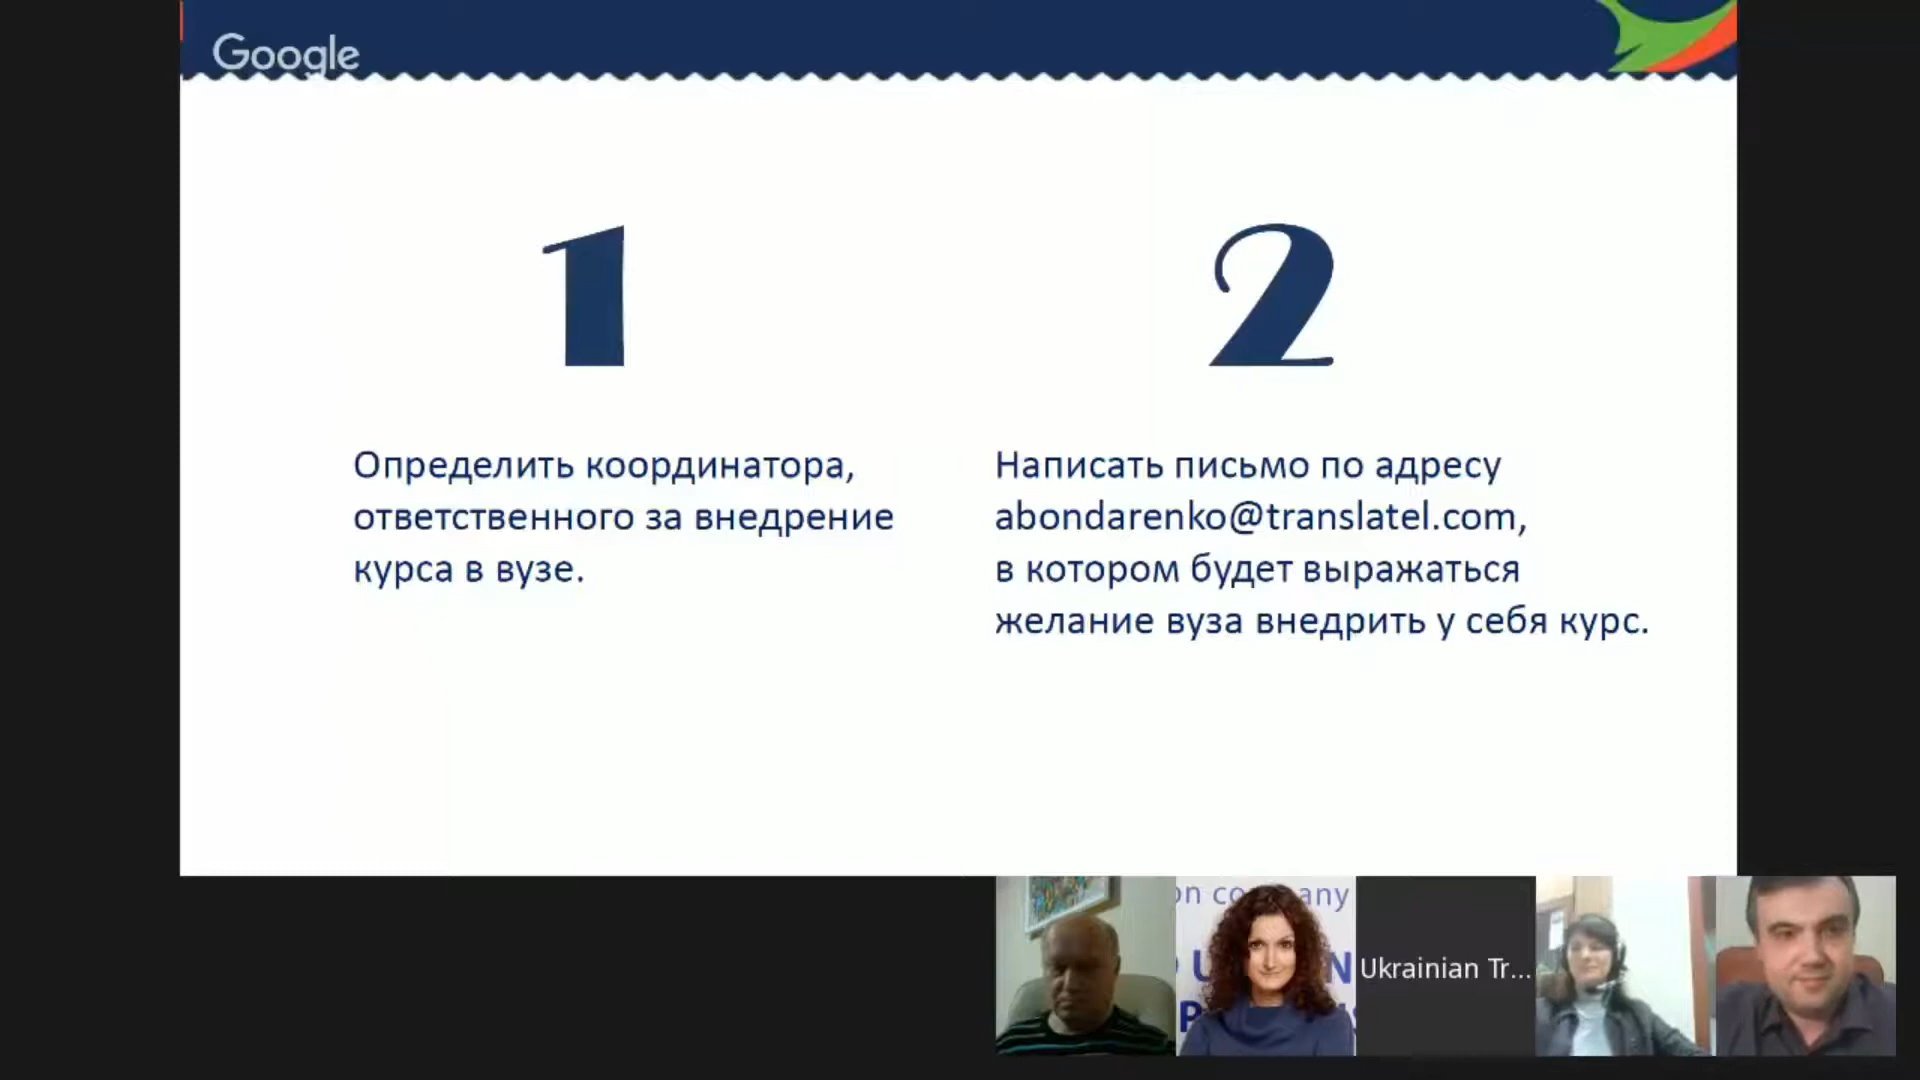 Google
1
Определить координатора,
ответственного за внедрение
курса в вузе.
2
Написать письмо по адресу
abondarenko@translatel.com,
в котором будет выражаться
желание вуза внедрить у себя курс.
any
Ukrainian Tr...